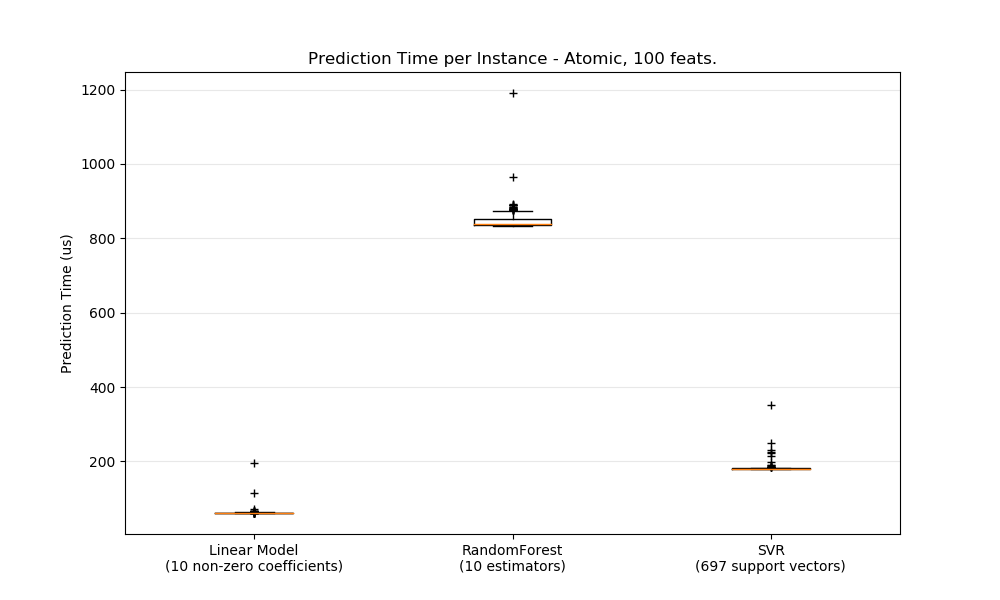 Prediction Time per Instance - Atomic, 100 feats.
1200
1000
800
600
400
200
Prediction Time (us)
Linear Model
(10 non-zero coefficients)
RandomForest
(10 estimators)
SVR
(697 support vectors)